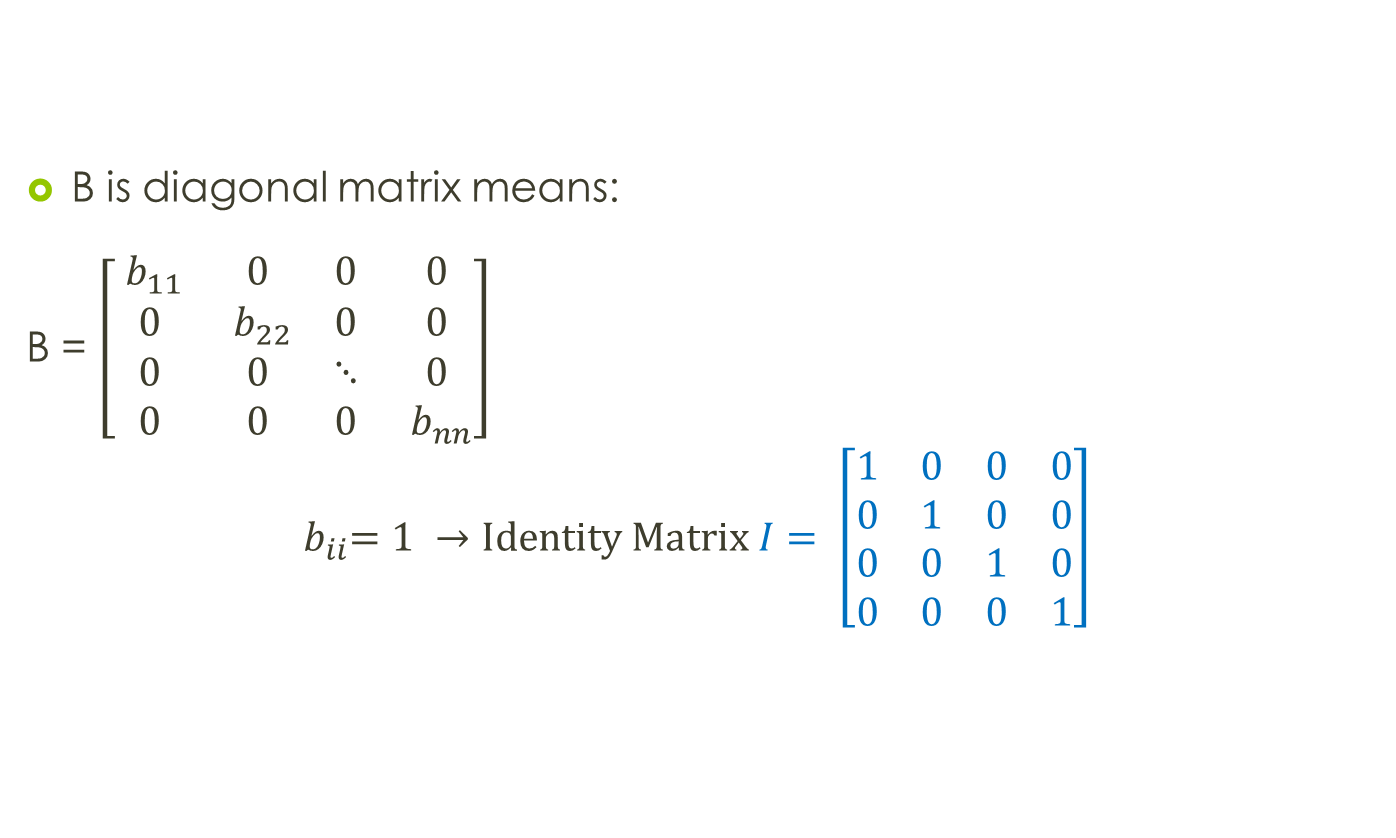 B is diagonal matrix means:
b₁₁ 0 0 0
0 b₂₂ 0 0
B =
0 0 ⋱ 0
0 0 0 bₙₙ
1 0 0 0
0 1 0 0
bᵢᵢ= 1 → Identity Matrix I =
0 0 1 0
0 0 0 1